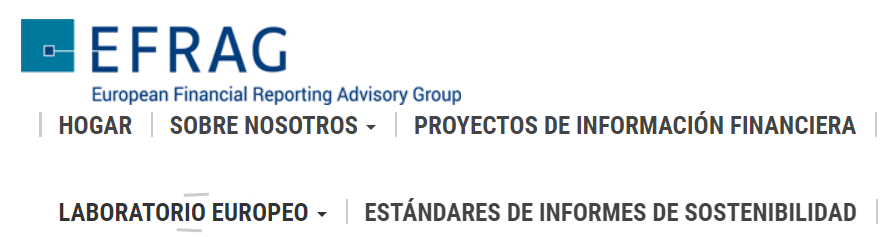 EFRAG
European Financial Reporting Advisory Group
HOGAR SOBRE NOSOTROS PROYECTOS DE INFORMACIÓN FINANCIERA
LABORATORIO EUROPEO ESTÁNDARES DE INFORMES DE SOSTENIBILIDAD